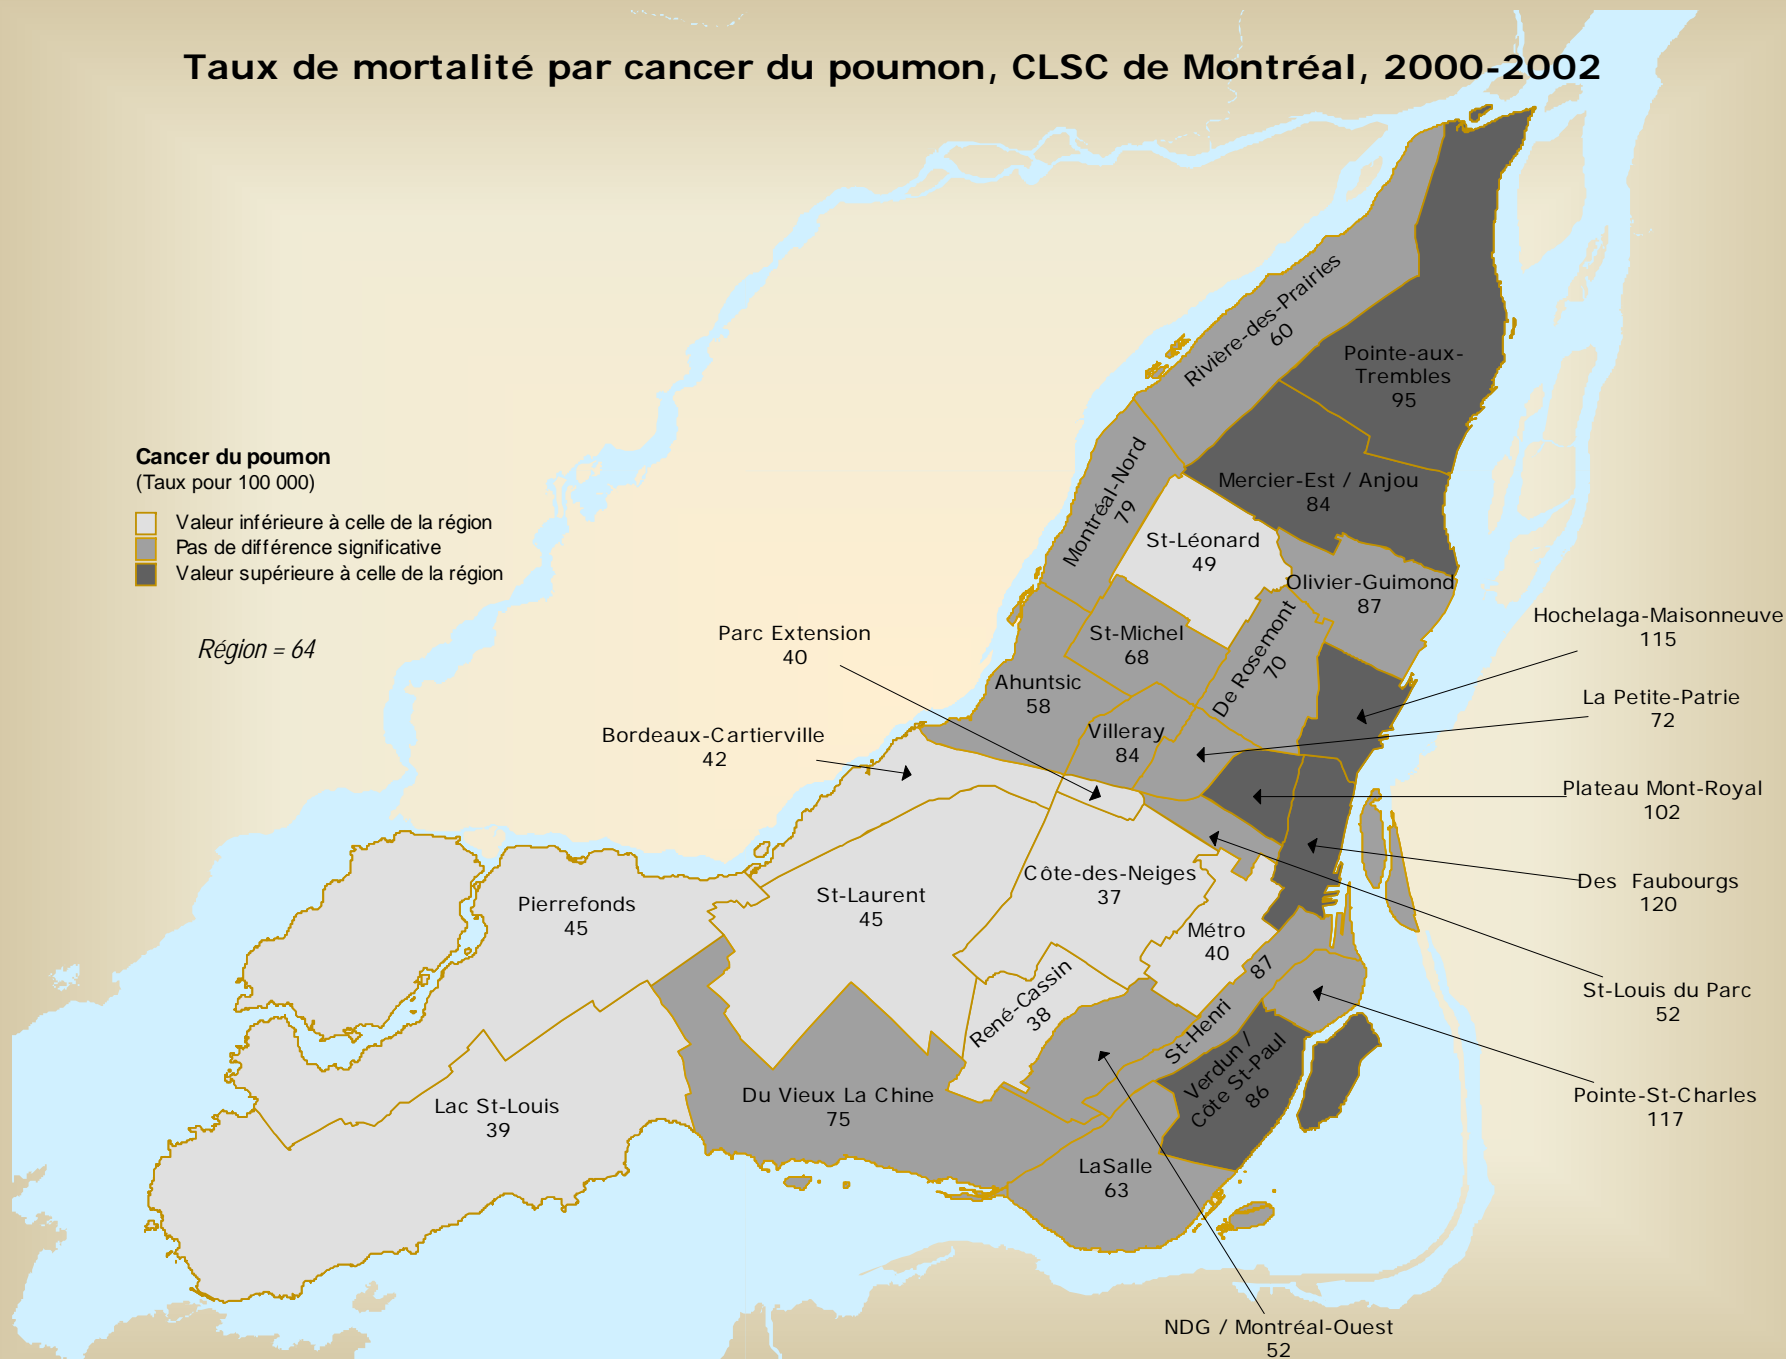 Taux de mortalité par cancer du poumon, CLSC de Montréal, 2000-2002
Cancer du poumon
(Taux pour 100 000)
Valeur inférieure à celle de la région
Pas de différence significative
Valeur supérieure à celle de la région
Région = 64
Rivière-des-Prairies
60
Pointe-aux-
Trembles
95
Montréal-Nord
79
Mercier-Est / Anjou
84
St-Léonard
49
Olivier-Guimond
87
Hochelaga-Maisonneuve
115
Parc Extension
40
St-Michel
68
De Rosemont
70
Ahuntsic
58
La Petite-Patrie
72
Bordeaux-Cartierville
42
Villeray
84
Plateau Mont-Royal
102
Côte-des-Neiges
37
Des  Faubourgs
120
St-Laurent
45
Pierrefonds
45
Métro
40
St-Henri
87
St-Louis du Parc
52
René-Cassin
38
Verdun /
Côte St-Paul
86
Du Vieux La Chine
75
Pointe-St-Charles
117
Lac St-Louis
39
LaSalle
63
NDG / Montréal-Ouest
52